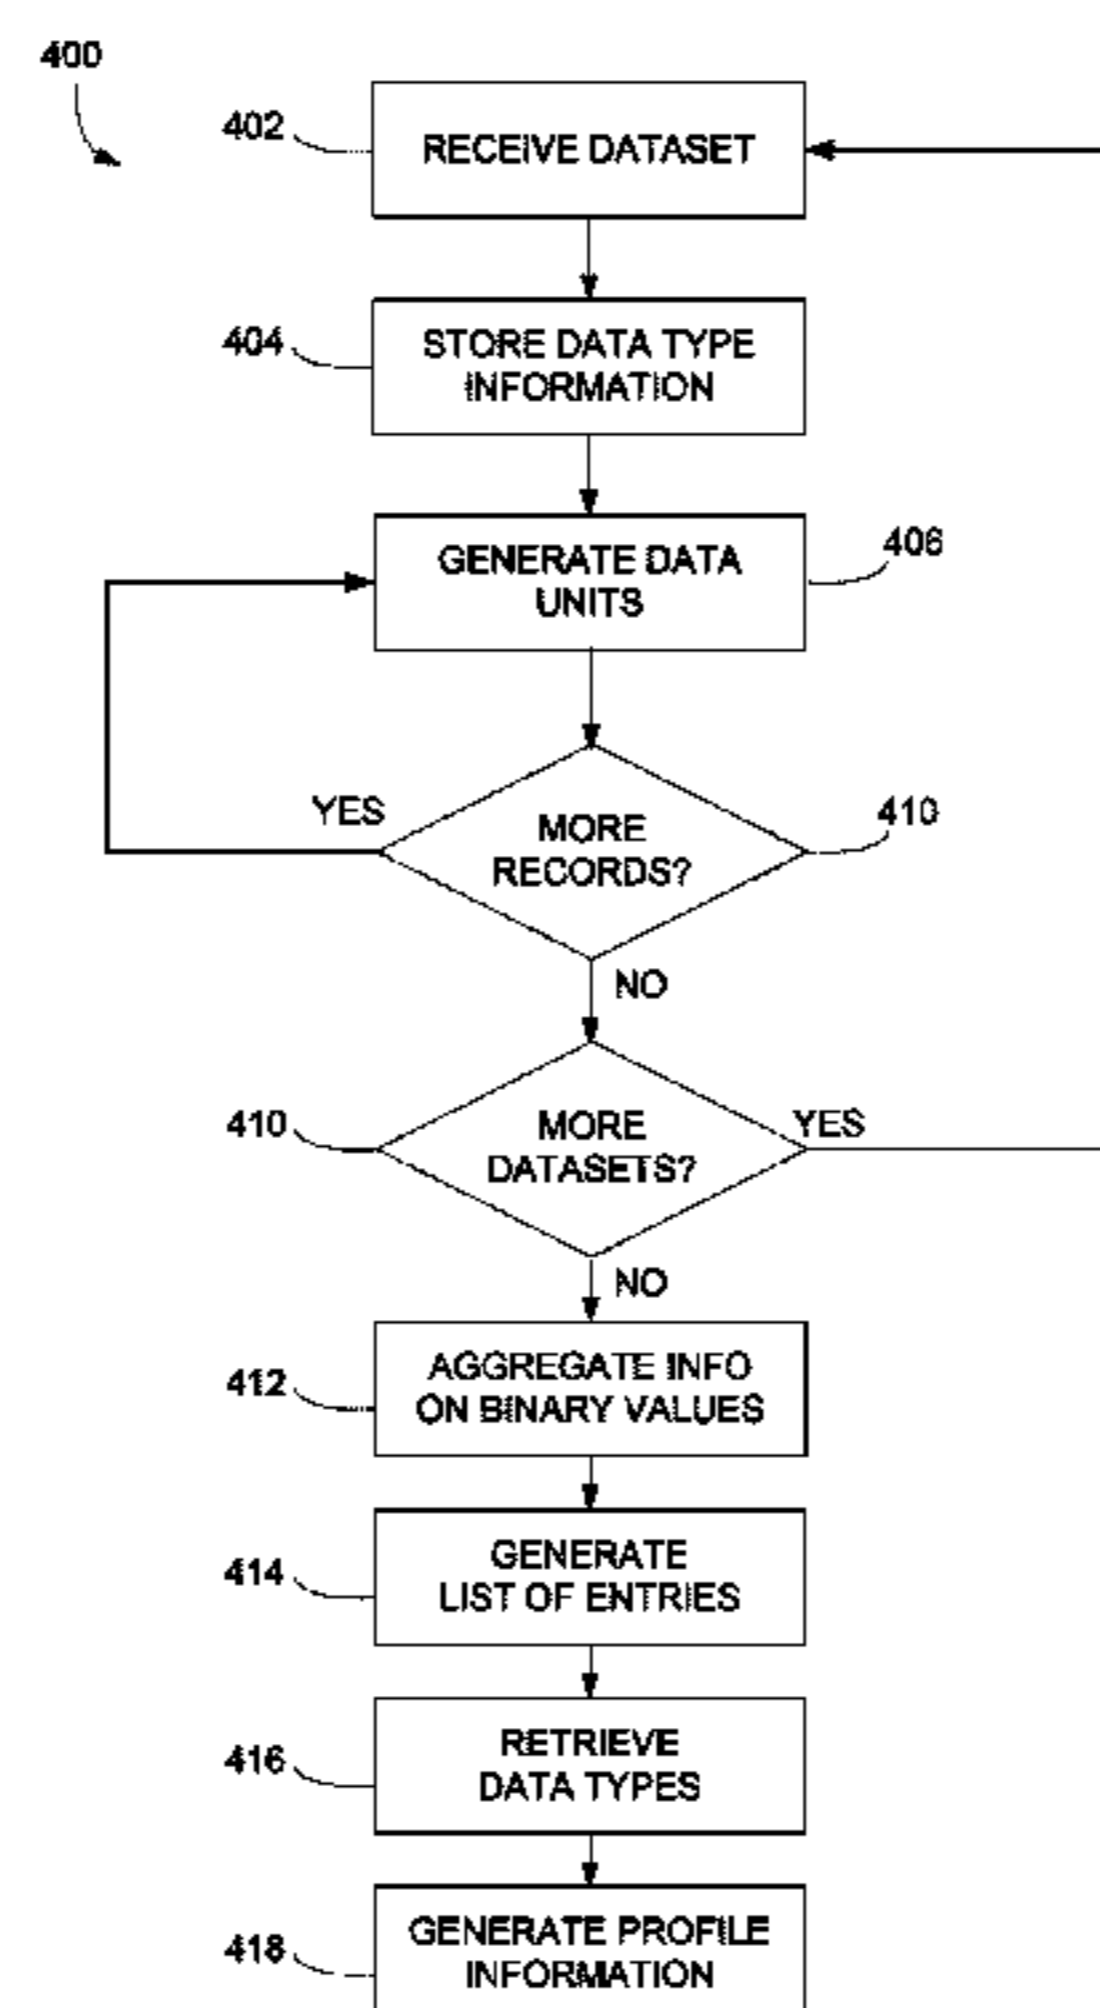 400
402
RECEIVE DATASET
404
STORE DATA TYPE
INFORMATION
406
GENERATE DATA
UNITS
YES
MORE
RECORDS?
410
NO
410
MORE
DATASETS?
YES
NO
412
AGGREGATE INFO
ON BINARY VALUES
414
GENERATE
LIST OF ENTRIES
416
RETRIEVE
DATA TYPES
418
GENERATE PROFILE
INFORMATION